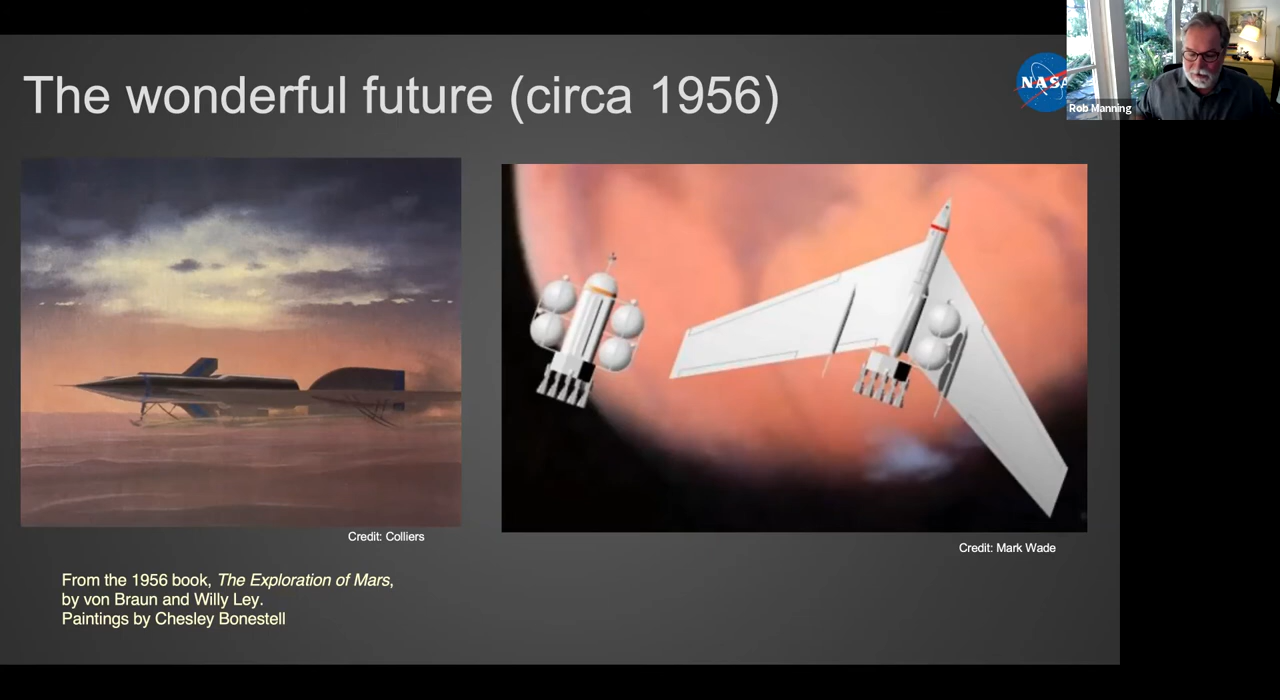 The wonderful future (circa 1956)
NASA
Rob Manning
Credit: Colliers
Credit: Mark Wade
From the 1956 book, The Exploration of Mars,
by von Braun and Willy Ley.
Paintings by Chesley Bonestell